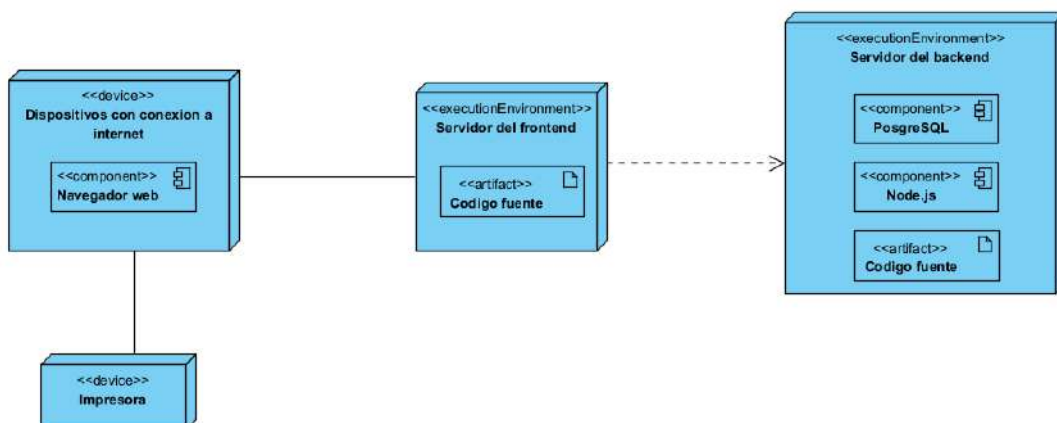 <<device>>
Dispositivos con conexion a
internet
<<component>>
Navegador web
<<device>>
Impresora
<<executionEnvironment>>
Servidor del frontend
<<artifact>>
Codigo fuente
<<executionEnvironment>>
Servidor del backend
<<component>>
PosgreSQL
<<component>>
Node.js
<<artifact>>
Codigo fuente